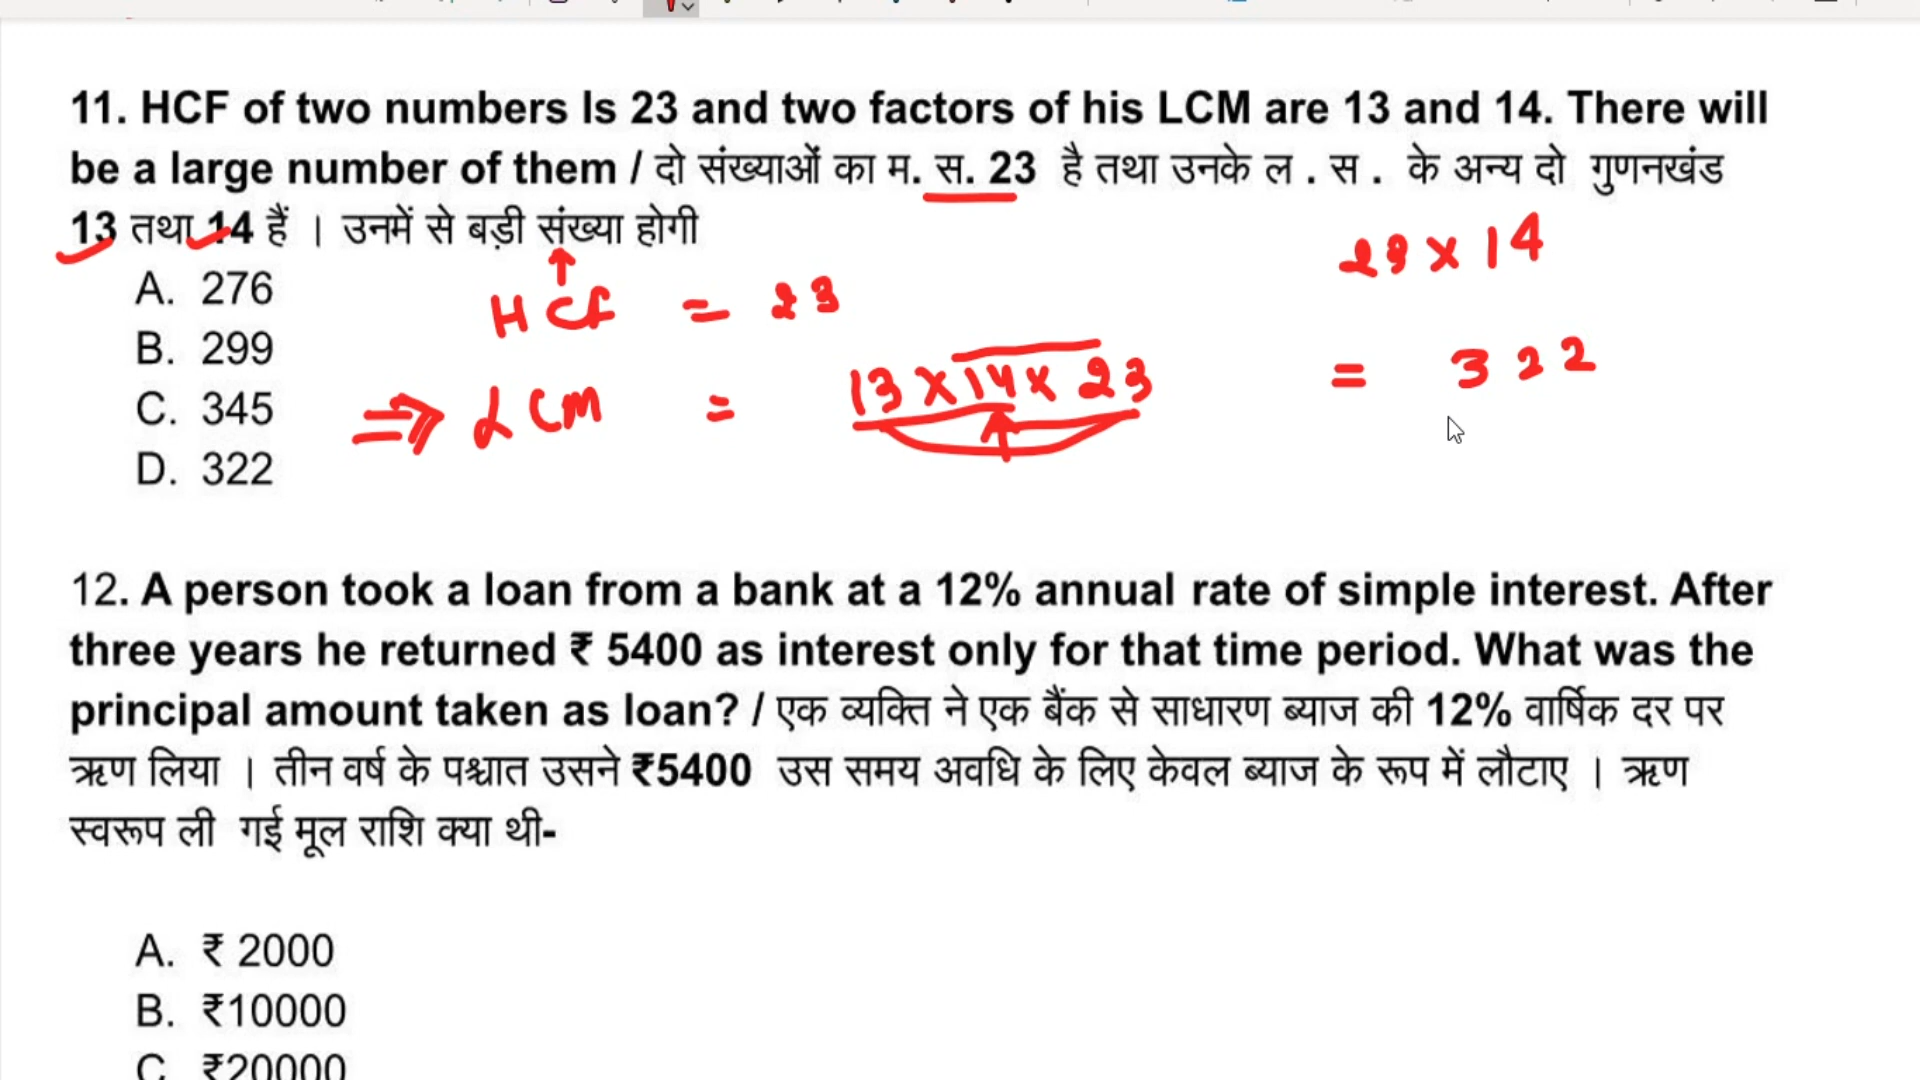 11. HCF of two numbers Is 23 and two factors of his LCM are 13 and 14. There will
be a large number of them / दो संख्याओं का म. स. 23 है तथा उनके ल . स . के अन्य दो गुणनखंड
13 तथा 14 हैं । उनमें से बड़ी संख्या होगी
23 x 14
A. 276
HCF = 23
B. 299
= 322
13 x 14 x 23
C. 345
⇒ LCM =
D. 322
12. A person took a loan from a bank at a 12% annual rate of simple interest. After
three years he returned ₹ 5400 as interest only for that time period. What was the
principal amount taken as loan? / एक व्यक्ति ने एक बैंक से साधारण ब्याज की 12% वार्षिक दर पर
ऋण लिया । तीन वर्ष के पश्चात उसने ₹5400 उस समय अवधि के लिए केवल ब्याज के रूप में लौटाए । ऋण
स्वरूप ली गई मूल राशि क्या थी-
A. ₹ 2000
B. ₹10000
C. ₹20000